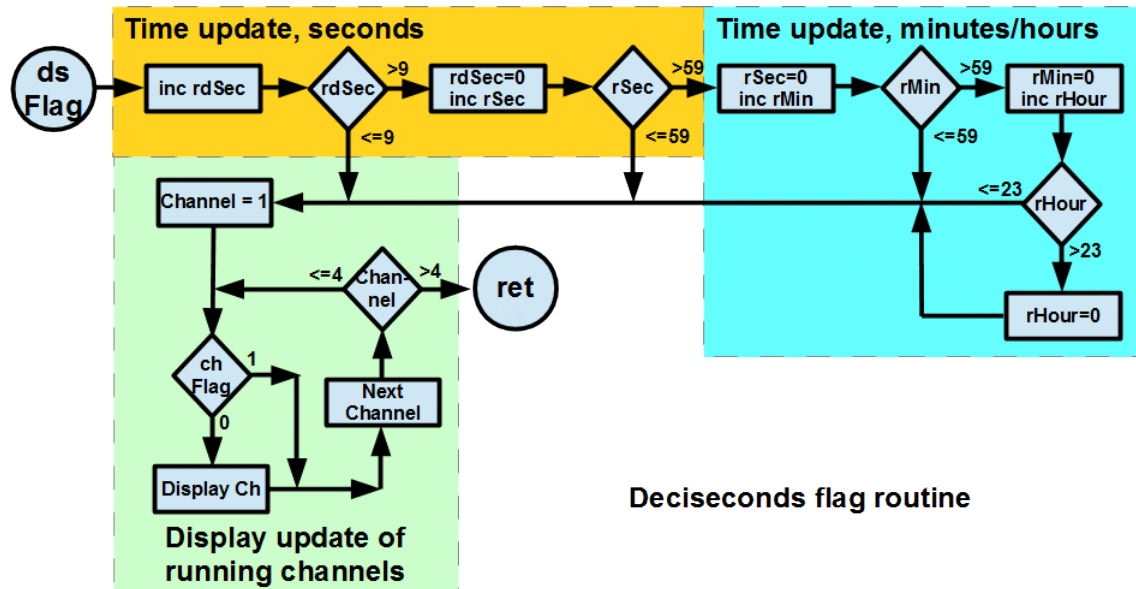 Time update, seconds
Time update, minutes/hours
ds
Flag
inc rdSec
rdSec
>9
<=9
rdSec=0
inc rSec
rSec
>59
<=59
rSec=0
inc rMin
rMin
>59
<=59
rMin=0
inc rHour
rHour
<=23
>23
rHour=0
Channel = 1
Chan-
nel
<=4
>4
ret
ch
Flag
1
0
Next
Channel
Display Ch
Display update of
running channels
Deciseconds flag routine